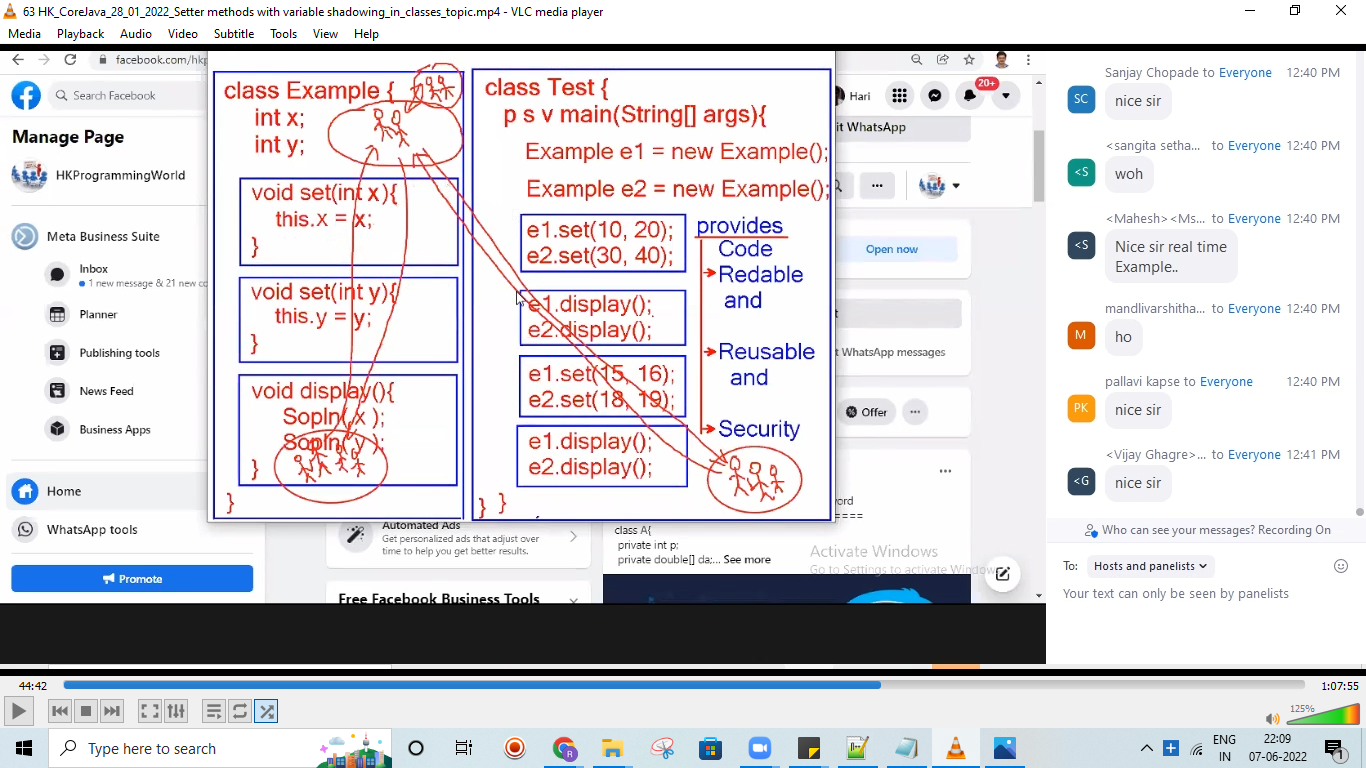 63 HK_CoreJava_28_01_2022_Setter methods with variable shadowing_in_classes_topic.mp4 - VLC media player
Media Playback Audio Video Subtitle Tools View Help
facebook.com/hkp
Search Facebook
Manage Page
HKProgrammingWorld
Meta Business Suite
Inbox
1 new message & 21 new co
Planner
Publishing tools
News Feed
Business Apps
Home
WhatsApp tools
Promote
class Example {
int x;
int y;
void set(int x){
this.x = x;
}
void set(int y){
this.y = y;
}
void display(){
Sopln( x );
Sopln( y );
}
}
class Test {
p s v main(String[] args){
Example e1 = new Example();
Example e2 = new Example();
e1.set(10, 20);
e2.set(30, 40);
e1.display();
e2.display();
e1.set(15, 16);
e2.set(18, 19);
e1.display();
e2.display();
} }
provides
Code
Redable
and
Reusable
and
Security
Hari
20+
it WhatsApp
Open now
t WhatsApp messages
Offer
ord
====
class A{
private int p;
private double[] da;... See more
Automated Ads
Get personalized ads that adjust over
time to help you get better results.
Free Facebook Business Tools
Activate Windows
Go to Settings to activate Windows
Sanjay Chopade to Everyone 12:40 PM
SC
nice sir
<sangita setha... to Everyone 12:40 PM
<S
woh
<Mahesh> <Ms... to Everyone 12:40 PM
<S
Nice sir real time
Example..
mandlivarshitha... to Everyone 12:40 PM
M
ho
pallavi kapse to Everyone 12:40 PM
PK
nice sir
<Vijay Ghagre>... to Everyone 12:41 PM
<G
nice sir
Who can see your messages? Recording On
To: Hosts and panelists
Your text can only be seen by panelists
44:42
1:07:55
125%
Type here to search
R
ENG
IN
22:09
07-06-2022
1